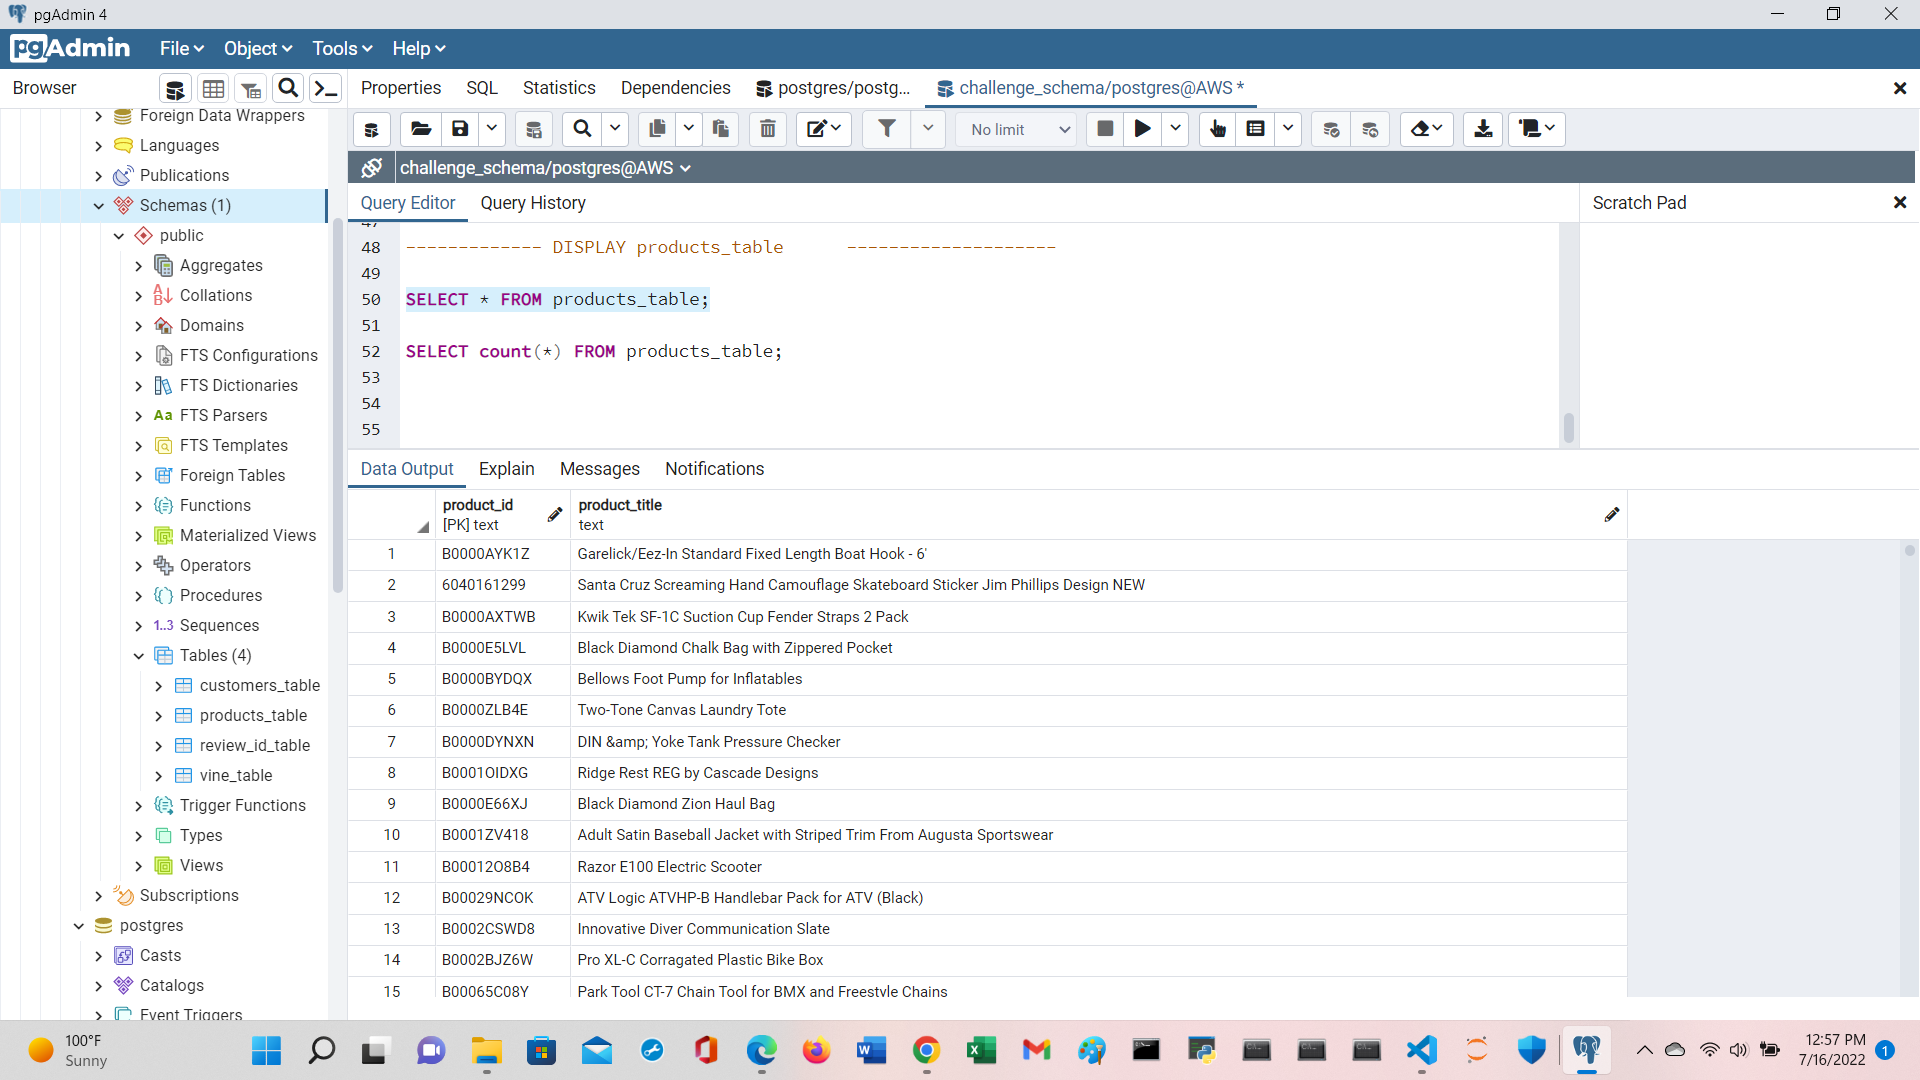 pgAdmin 4
pgAdmin File Object Tools Help
Browser
Properties SQL Statistics Dependencies postgres/postg... challenge_schema/postgres@AWS *
No limit
challenge_schema/postgres@AWS
Query Editor Query History
Scratch Pad
Foreign Data Wrappers
Languages
Publications
Schemas (1)
public
Aggregates
Collations
Domains
FTS Configurations
FTS Dictionaries
Aa FTS Parsers
FTS Templates
Foreign Tables
Functions
Materialized Views
Operators
Procedures
1..3 Sequences
Tables (4)
customers_table
products_table
review_id_table
vine_table
Trigger Functions
Types
Views
Subscriptions
postgres
Casts
Catalogs
Event Triggers
47
48 ------------- DISPLAY products_table --------------------
49
50 SELECT * FROM products_table;
51
52 SELECT count(*) FROM products_table;
53
54
55
Data Output Explain Messages Notifications
product_id product_title
[PK] text text
1 B0000AYK1Z Garelick/Eez-In Standard Fixed Length Boat Hook - 6'
2 6040161299 Santa Cruz Screaming Hand Camouflage Skateboard Sticker Jim Phillips Design NEW
3 B0000AXTWB Kwik Tek SF-1C Suction Cup Fender Straps 2 Pack
4 B0000E5LVL Black Diamond Chalk Bag with Zippered Pocket
5 B0000BYDQX Bellows Foot Pump for Inflatables
6 B0000ZLB4E Two-Tone Canvas Laundry Tote
7 B0000DYNXN DIN &amp; Yoke Tank Pressure Checker
8 B0001OIDXG Ridge Rest REG by Cascade Designs
9 B0000E66XJ Black Diamond Zion Haul Bag
10 B0001ZV418 Adult Satin Baseball Jacket with Striped Trim From Augusta Sportswear
11 B00012O8B4 Razor E100 Electric Scooter
12 B00029NCOK ATV Logic ATVHP-B Handlebar Pack for ATV (Black)
13 B0002CSWD8 Innovative Diver Communication Slate
14 B0002BJZ6W Pro XL-C Corragated Plastic Bike Box
15 B00065C08Y Park Tool CT-7 Chain Tool for BMX and Freestyle Chains
100°F
Sunny
12:57 PM
7/16/2022
1